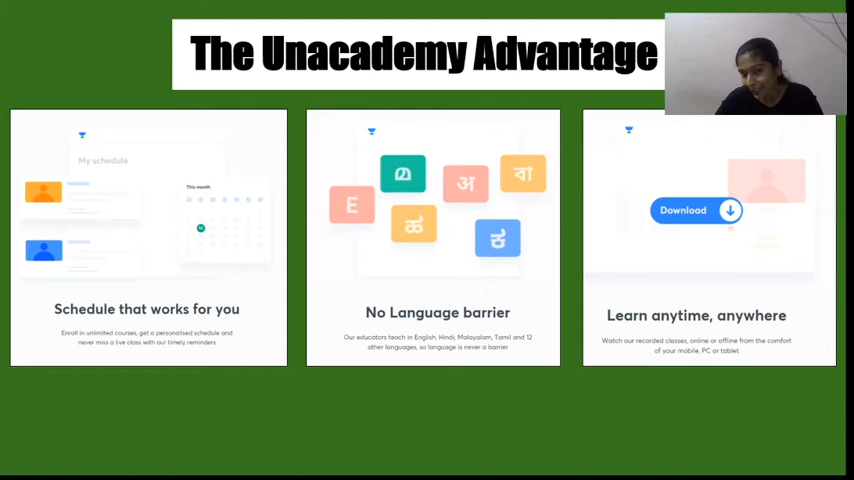 The Unacademy Advantage
My schedule
This month
Schedule that works for you
Enroll in unlimited courses, get a personalised schedule and
never miss a live class with our timely reminders
മ
अ
বা
E
ಹ
ಕ
No Language barrier
Our educators teach in English, Hindi, Malayalam, Tamil and 12
other languages, so language is never a barrier
Download
Learn anytime, anywhere
Watch our recorded classes, online or offline from the comfort
of your mobile, PC or tablet